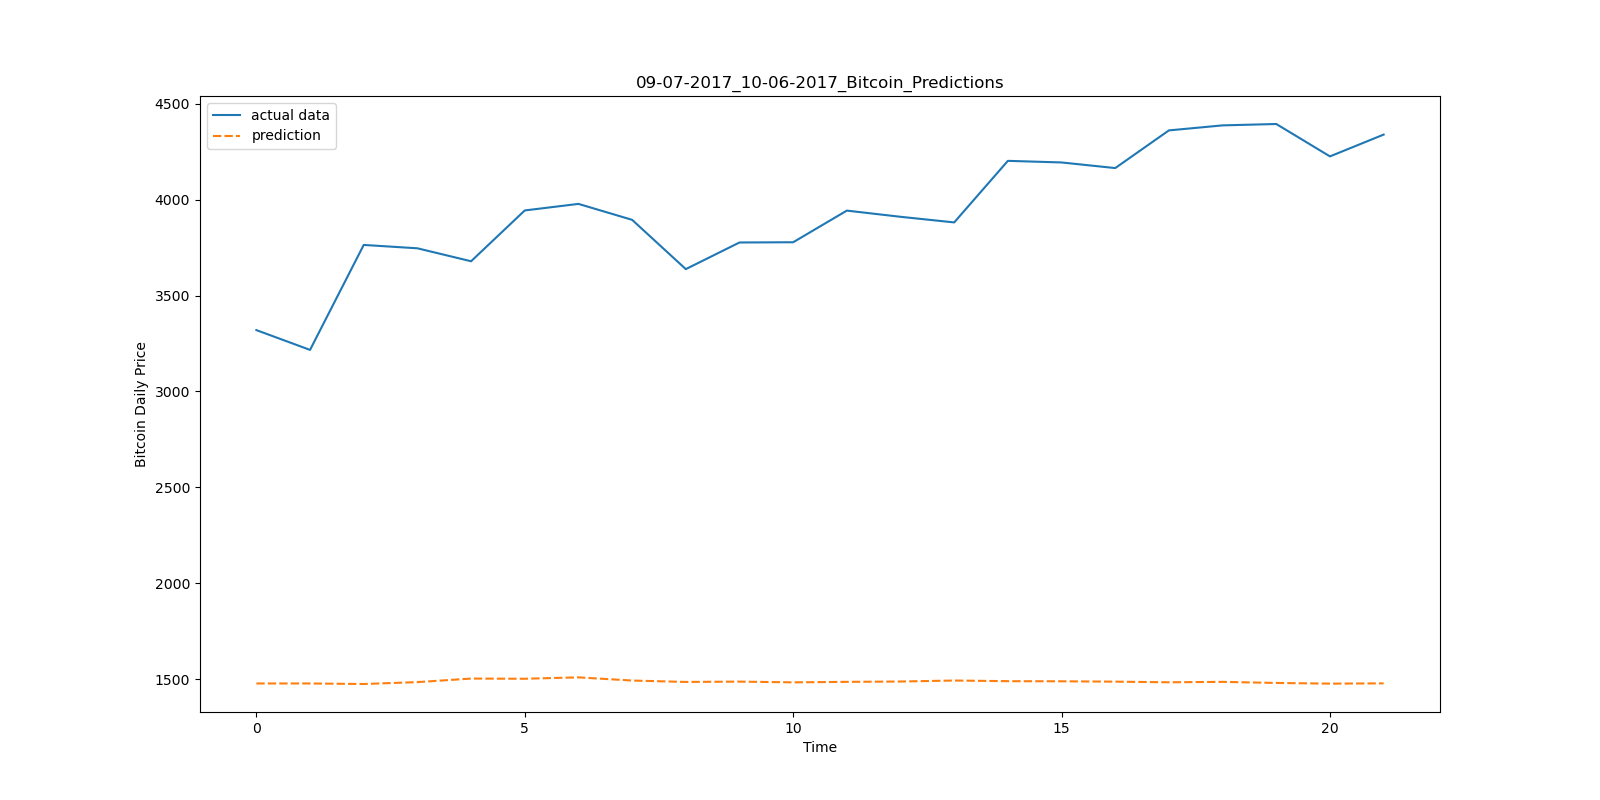 09-07-2017_10-06-2017_Bitcoin_Predictions
actual data
prediction
4500
4000
3500
3000
2500
2000
1500
Bitcoin Daily Price
0 5 10 15 20
Time